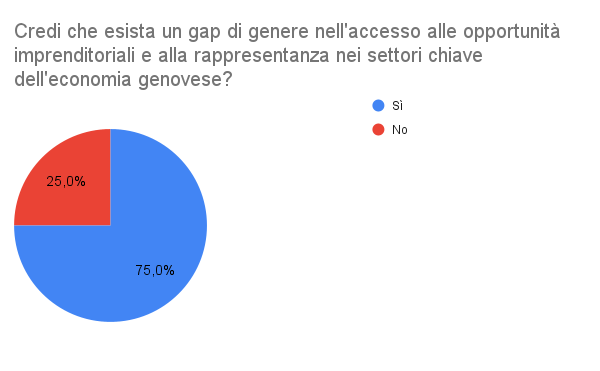 Credi che esista un gap di genere nell'accesso alle opportunità
imprenditoriali e alla rappresentanza nei settori chiave
dell'economia genovese?
Sì
No
25,0%
75,0%